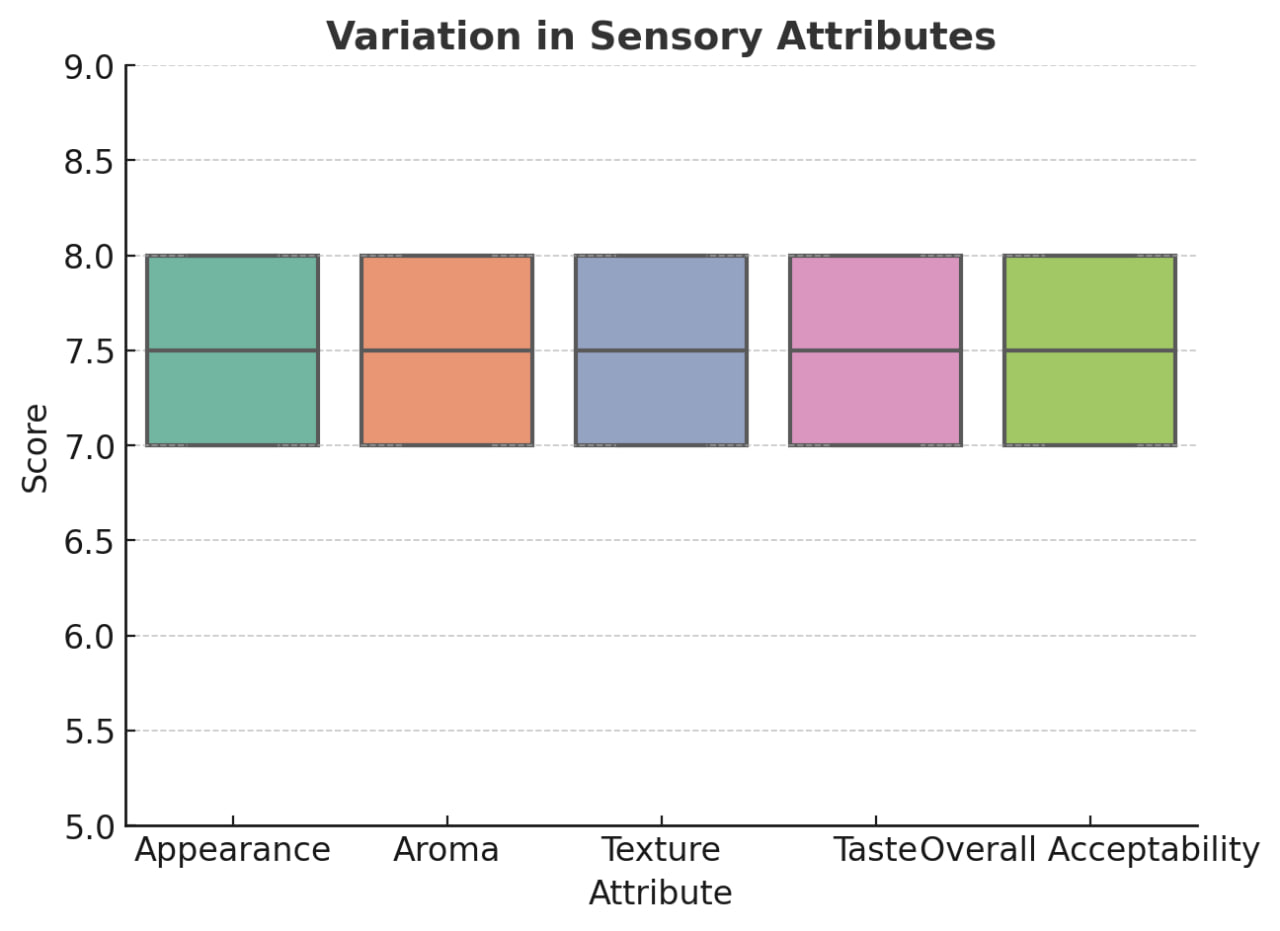 Variation in Sensory Attributes
9.0
8.5
8.0
7.5
7.0
6.5
6.0
5.5
5.0
Score
Appearance Aroma Texture Taste Overall Acceptability
Attribute